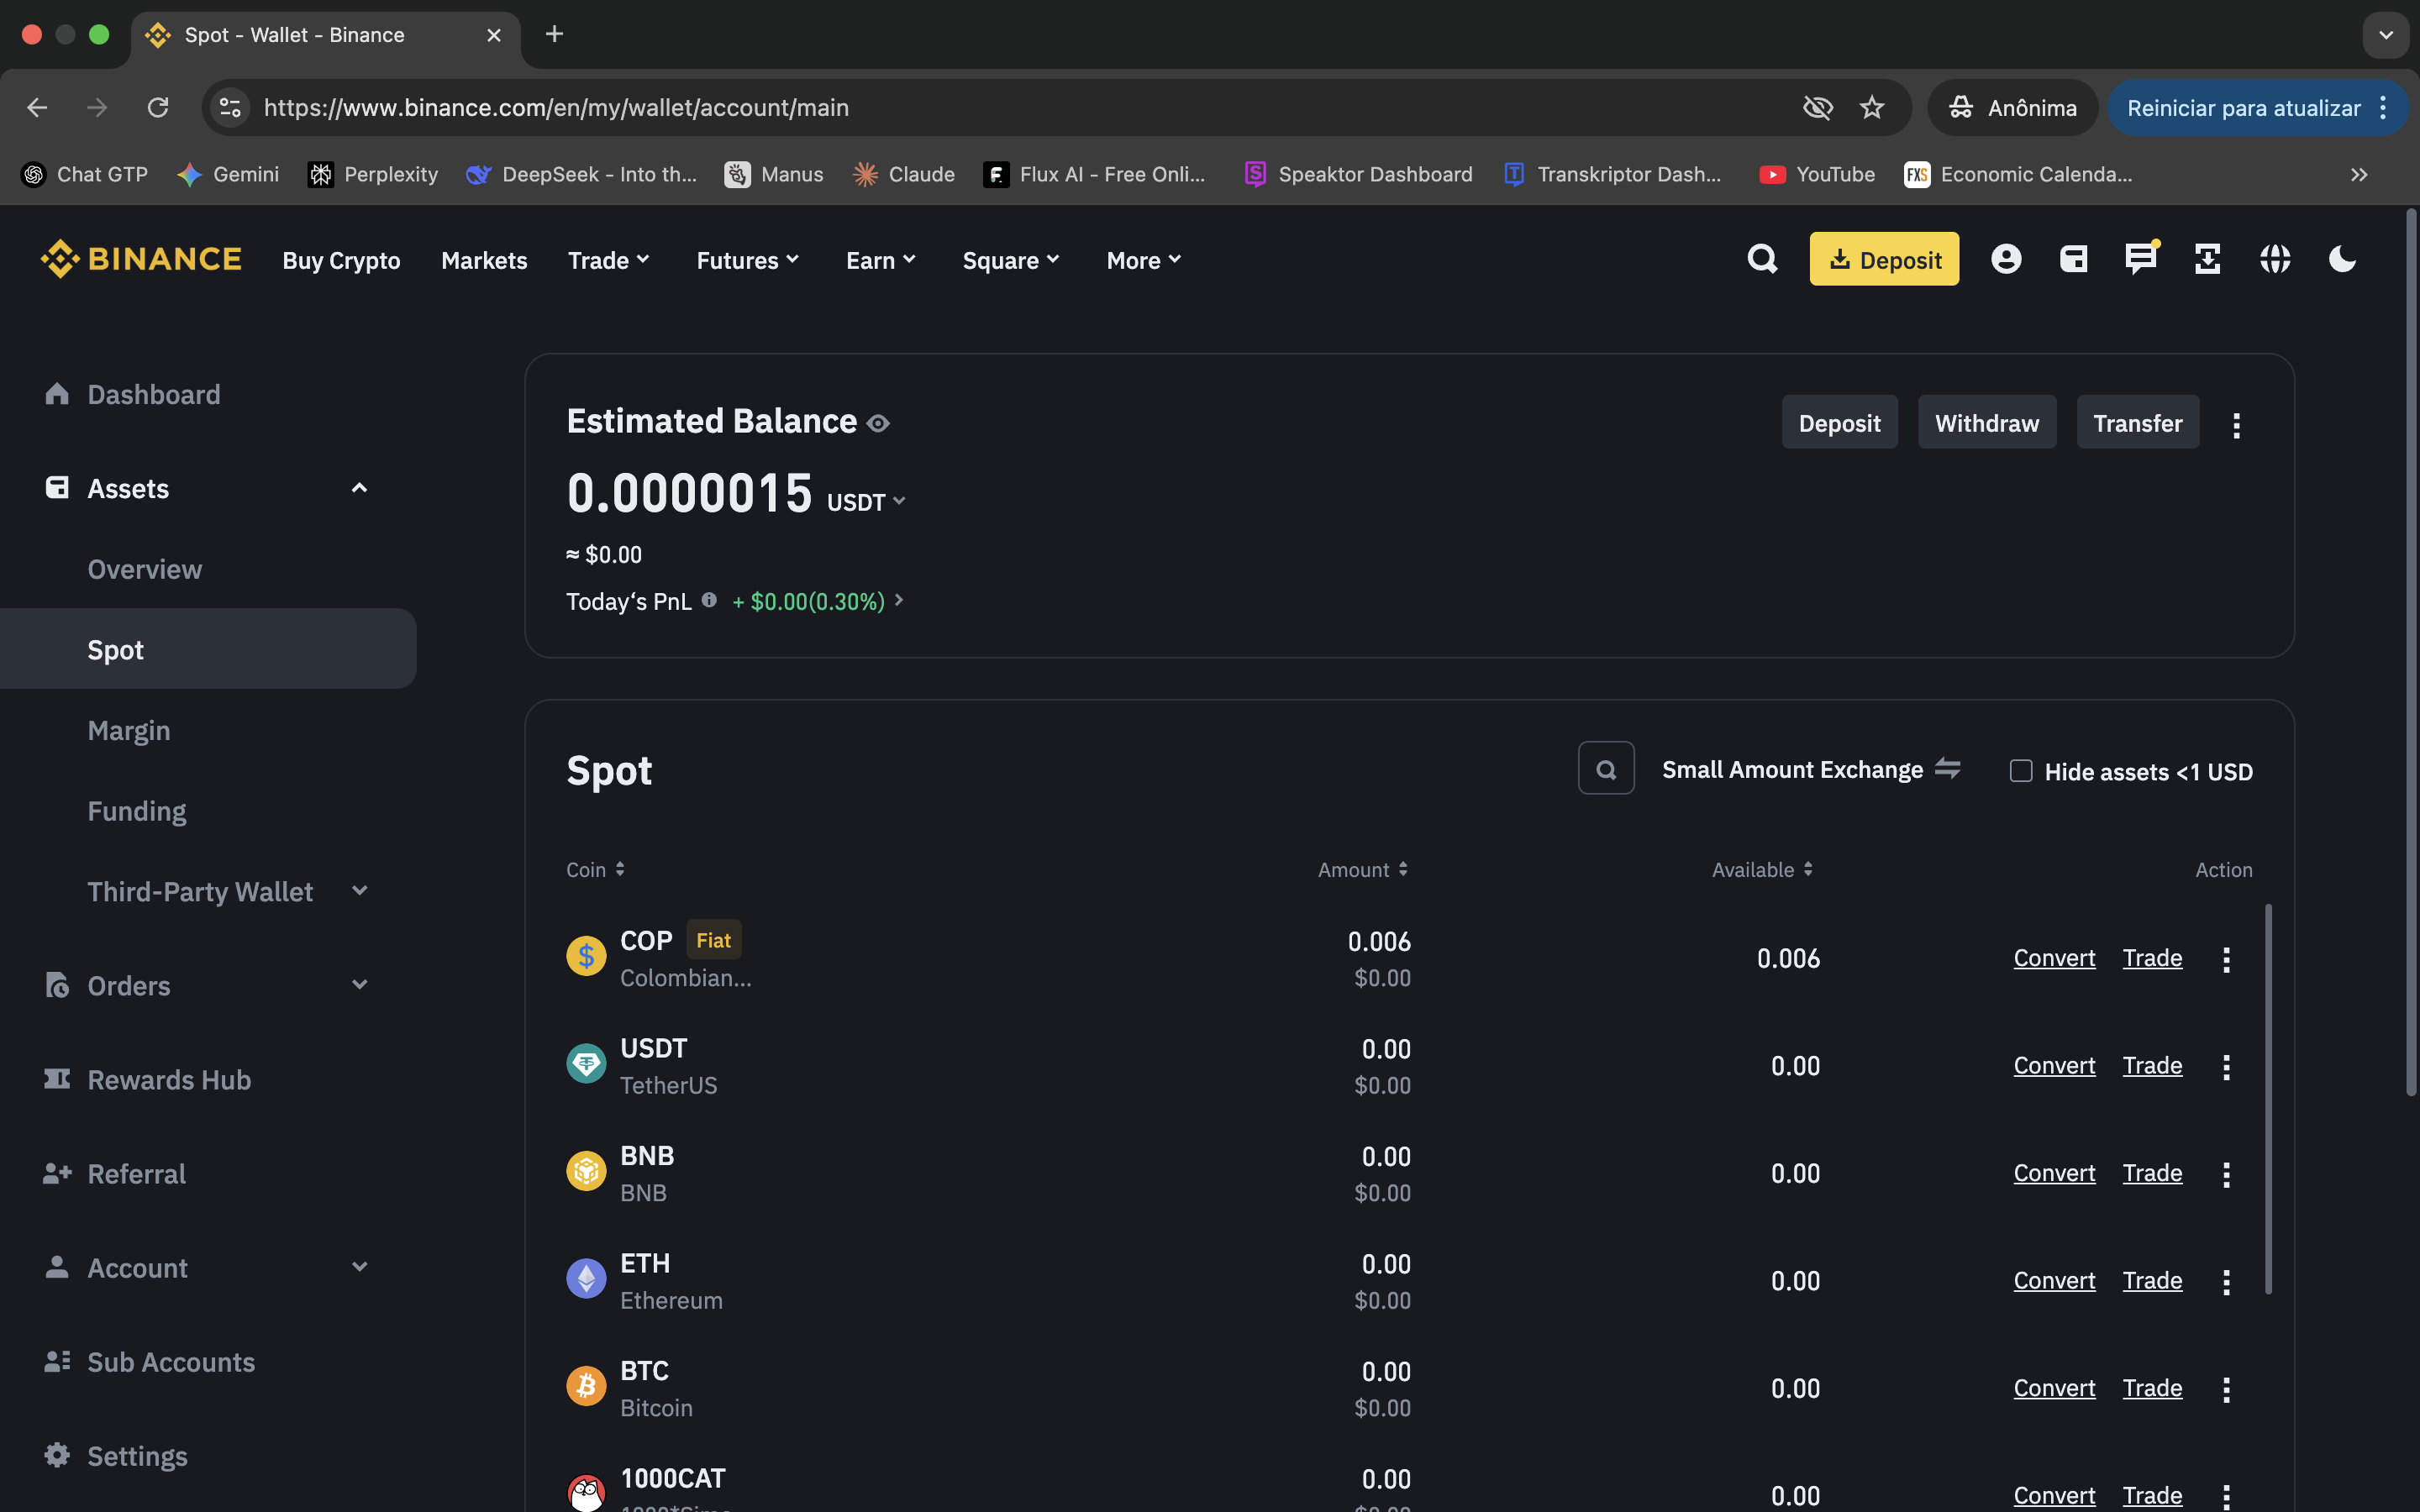 Spot - Wallet - Binance
https://www.binance.com/en/my/wallet/account/main
Anônima
Reiniciar para atualizar
Chat GTP
Gemini
Perplexity
DeepSeek - Into th...
Manus
Claude
Flux AI - Free Onli...
Speaktor Dashboard
Transkriptor Dash...
YouTube
Economic Calenda...
BINANCE
Buy Crypto
Markets
Trade
Futures
Earn
Square
More
Deposit
Dashboard
Assets
Overview
Spot
Margin
Funding
Third-Party Wallet
Orders
Rewards Hub
Referral
Account
Sub Accounts
Settings
Estimated Balance
Deposit
Withdraw
Transfer
0.0000015 USDT
≈ $0.00
Today‘s PnL + $0.00(0.30%)
Spot
Small Amount Exchange
Hide assets <1 USD
Coin Amount Available Action
COP Fiat 0.006
Colombian... $0.00
0.006 Convert Trade
USDT 0.00
TetherUS $0.00
0.00 Convert Trade
BNB 0.00
BNB $0.00
0.00 Convert Trade
ETH 0.00
Ethereum $0.00
0.00 Convert Trade
BTC 0.00
Bitcoin $0.00
0.00 Convert Trade
1000CAT 0.00
0.00 Convert Trade